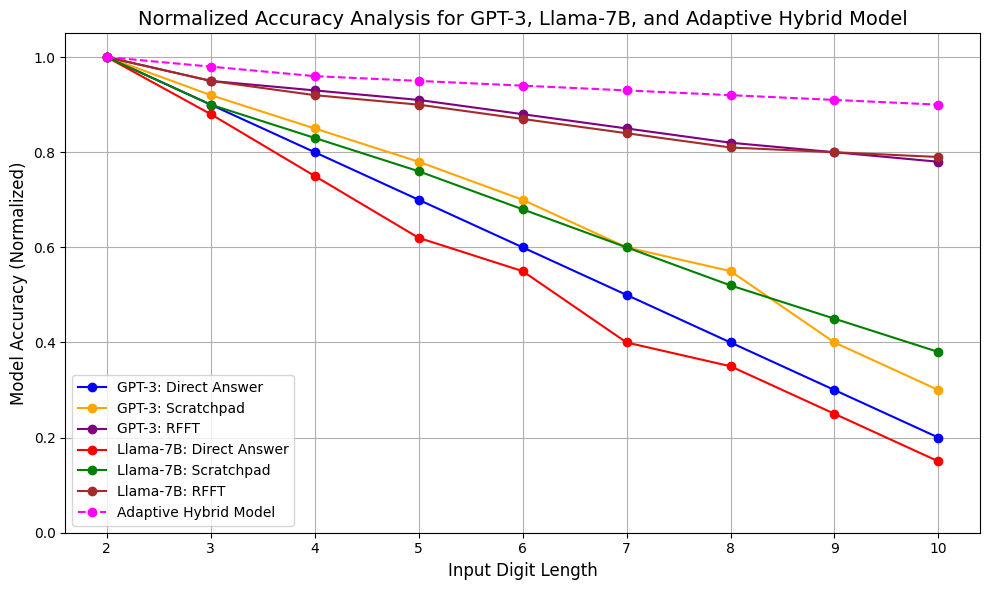 Normalized Accuracy Analysis for GPT-3, Llama-7B, and Adaptive Hybrid Model
Model Accuracy (Normalized)
1.0
0.8
0.6
0.4
0.2
0.0
GPT-3: Direct Answer
GPT-3: Scratchpad
GPT-3: RFFT
Llama-7B: Direct Answer
Llama-7B: Scratchpad
Llama-7B: RFFT
Adaptive Hybrid Model
2 3 4 5 6 7 8 9 10
Input Digit Length